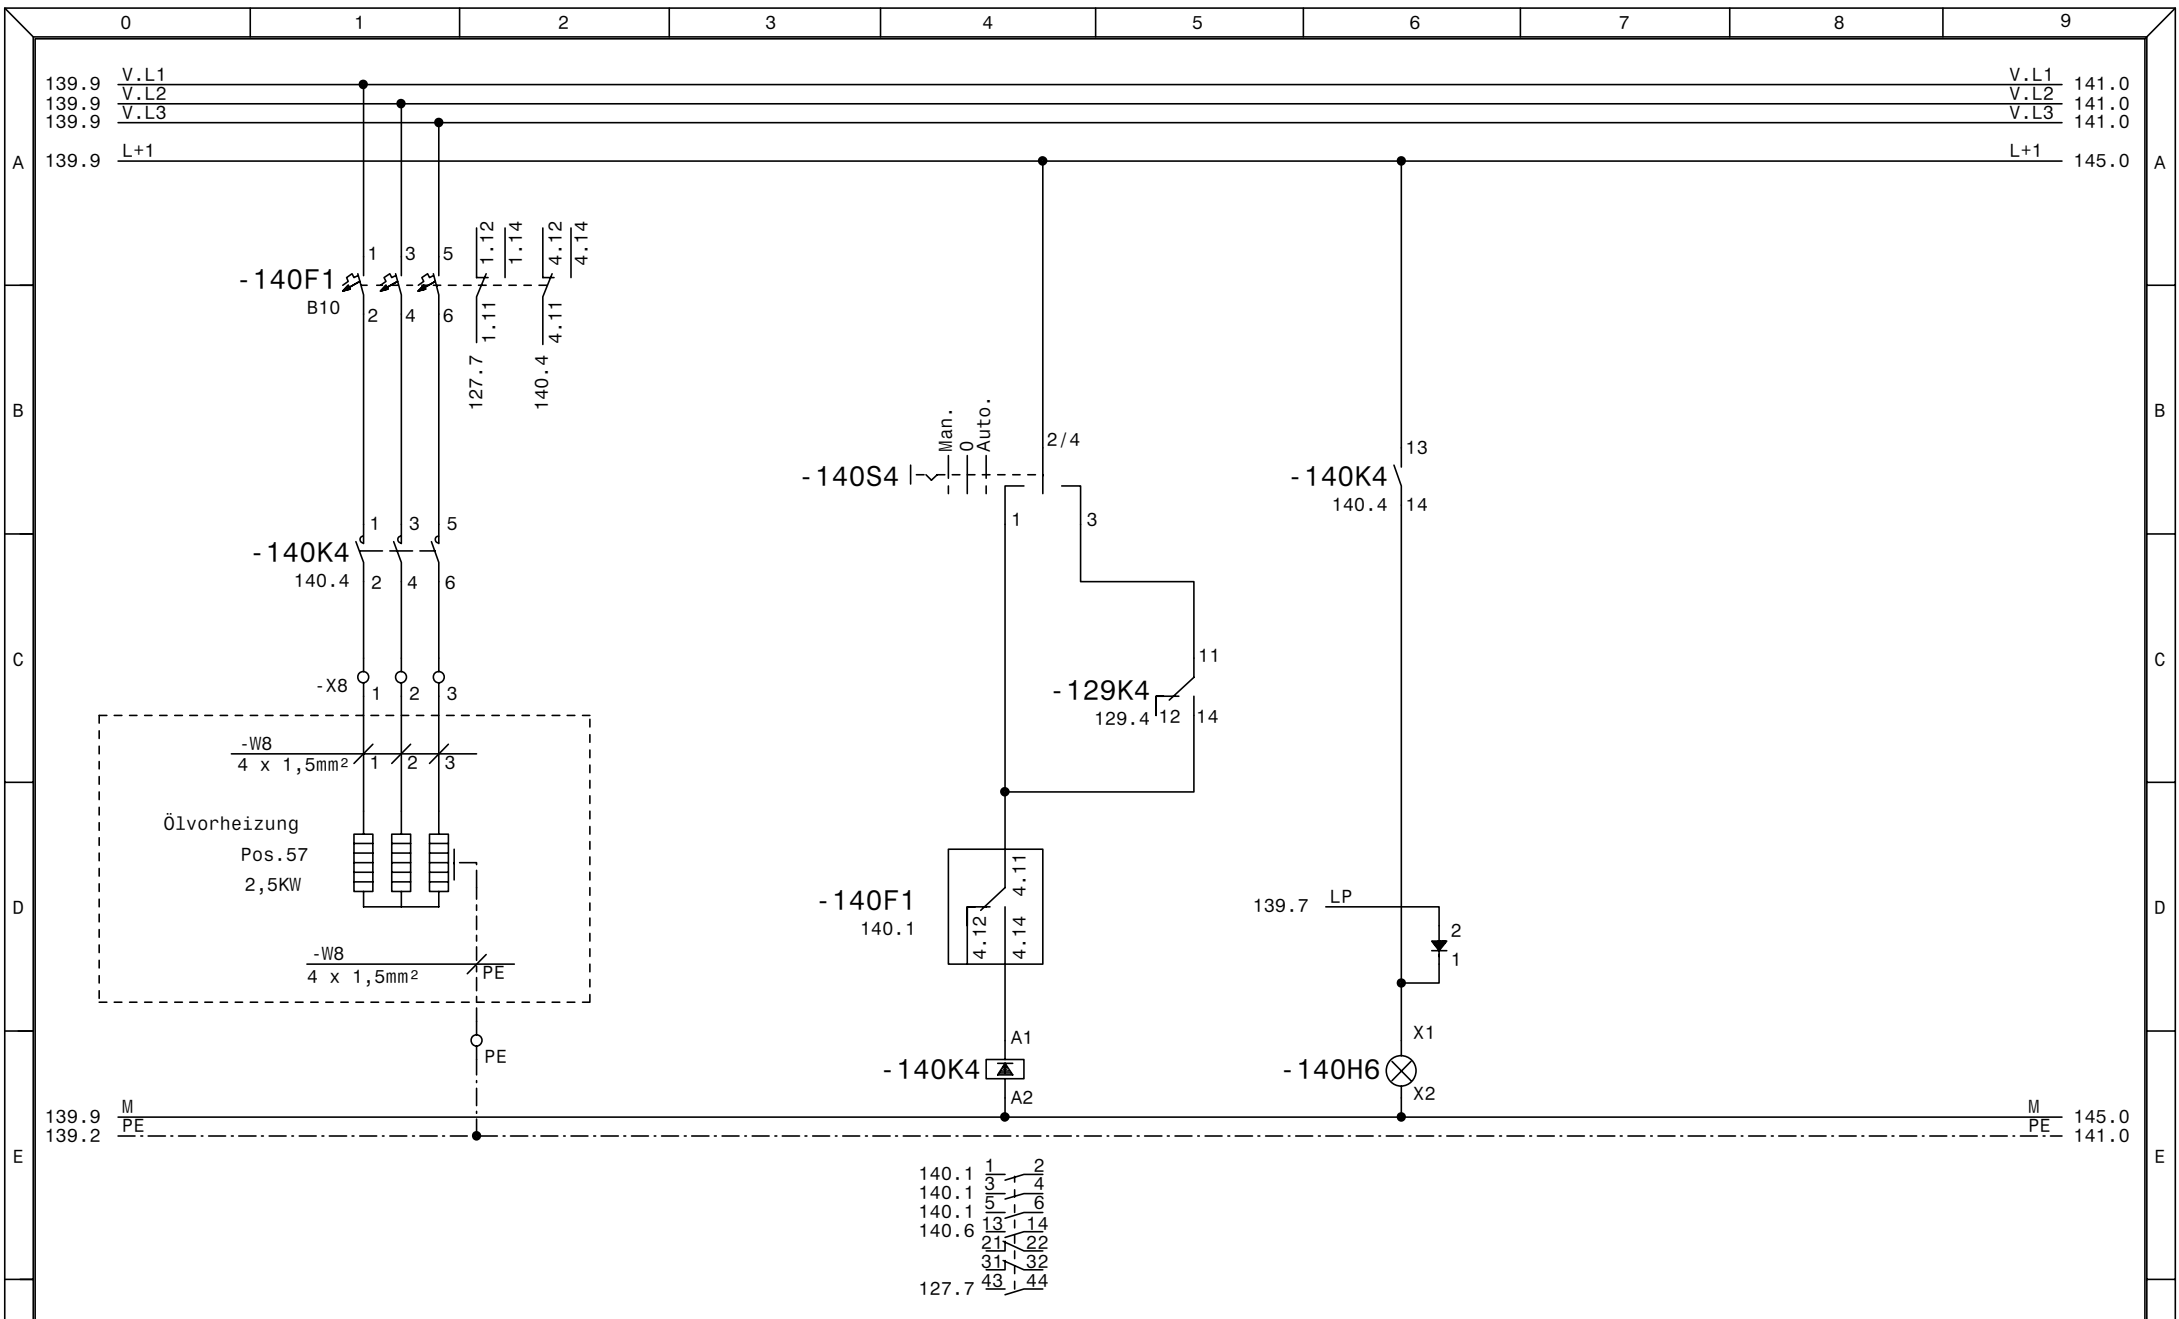 0 1 2 3 4 5 6 7 8 9
139.9 V.L1 V.L1 141.0
139.9 V.L2 V.L2 141.0
139.9 V.L3 V.L3 141.0
A 139.9 L+1 L+1 145.0 A
1.12 1.14 4.12 4.14
1 3 5
-140F1
B10
2 4 6
1.11 4.11
127.7 140.4
B B
Man. 0 Auto.
2/4
-140S4
1 3
13
-140K4
140.4 14
1 3 5
-140K4
140.4 2 4 6
C C
11
-129K4
129.4 12 14
-X8 1 2 3
-W8
4 x 1,5mm² 1 2 3
Ölvorheizung
Pos.57
2,5KW
4.11
-140F1
140.1
4.12 4.14
D D
139.7 LP
2
1
-W8
4 x 1,5mm² PE
PE
A1
-140K4
A2
X1
-140H6
X2
139.9 M M 145.0
139.2 PE PE 141.0
E E
140.1 1 2
140.1 3 4
140.1 5 6
140.6 13 14
21 22
31 32
127.7 43 44